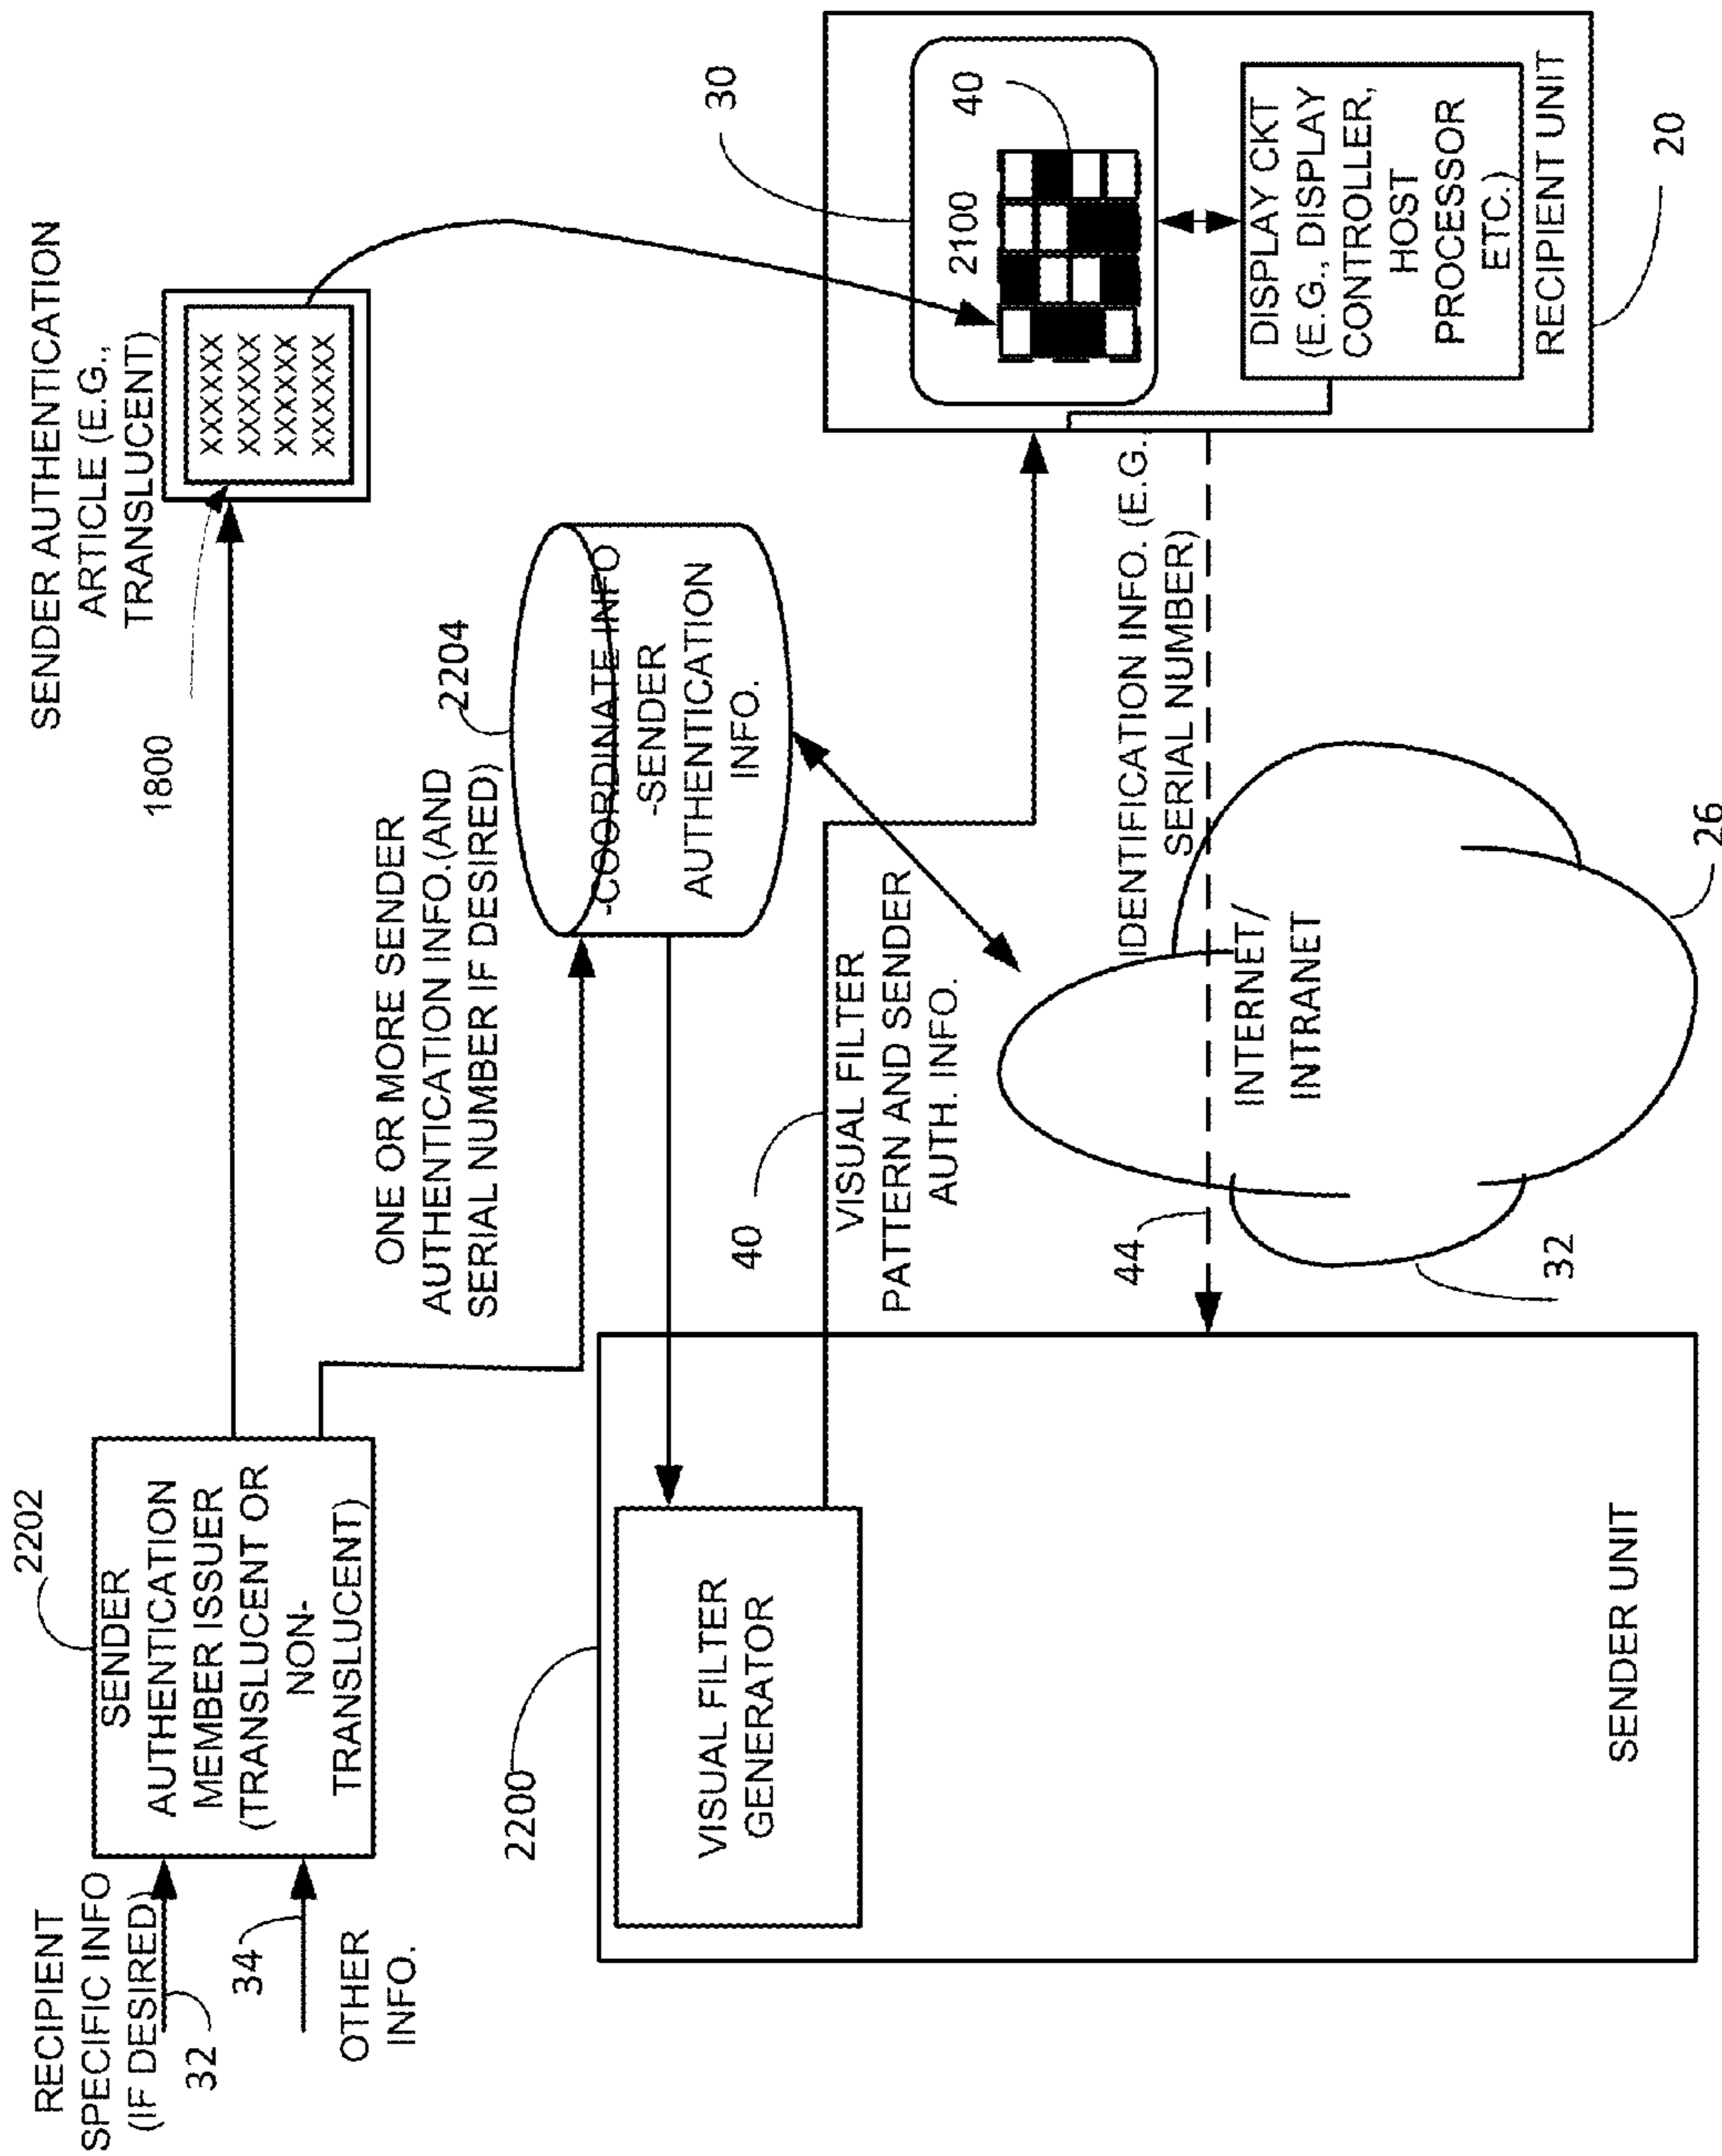 RECIPIENT
SPECIFIC INFO
(IF DESIRED)
32
34
OTHER
INFO.
2202
SENDER
AUTHENTICATION
MEMBER ISSUER
(TRANSLUCENT OR
NON-
TRANSLUCENT)
SENDER AUTHENTICATION
ARTICLE (E.G.,
TRANSLUCENT)
1800
XXXXXX
XXXXXX
XXXXXX
XXXXXX
ONE OR MORE SENDER
AUTHENTICATION INFO.(AND
SERIAL NUMBER IF DESIRED)
2204
-COORDINATE INFO
-SENDER
AUTHENTICATION
INFO.
2200
VISUAL FILTER
GENERATOR
SENDER UNIT
40
VISUAL FILTER
PATTERN AND SENDER
AUTH. INFO.
IDENTIFICATION INFO. (E.G.,
SERIAL NUMBER)
44
INTERNET/
INTRANET
32
26
30
2100
40
DISPLAY CKT
(E.G., DISPLAY
CONTROLLER,
HOST
PROCESSOR
ETC.)
RECIPIENT UNIT
20